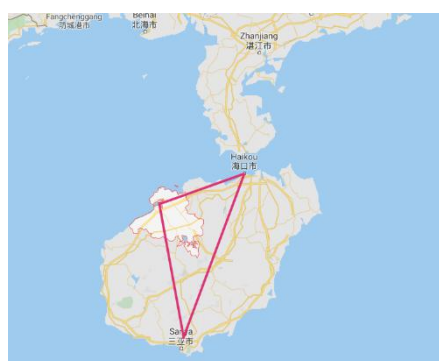 Fangchenggang
防城港市
Beihai
北海市
Zhanjiang
湛江市
Haikou
海口市
Sanya
三亚市